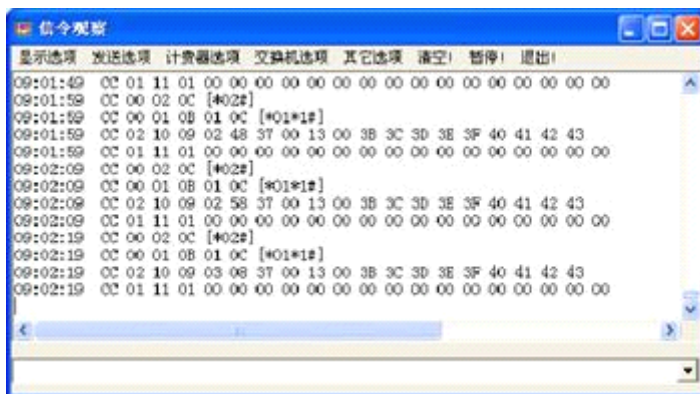 信令观察
显示选项 发送选项 计费器选项 交换机选项 其它选项 清空! 暂停! 退出!
09:01:49 CC 01 11 01 00 00 00 00 00 00 00 00 00 00 00 00 00 00
09:01:59 CC 00 02 0C [*02#]
09:01:59 CC 00 01 0B 01 0C [*01*1#]
09:01:59 CC 02 10 09 02 48 37 00 13 00 3B 3C 3D 3E 3F 40 41 42 43
09:01:59 CC 01 11 01 00 00 00 00 00 00 00 00 00 00 00 00 00 00 00 00
09:02:09 CC 00 02 0C [*02#]
09:02:09 CC 00 01 0B 01 0C [*01*1#]
09:02:09 CC 02 10 09 02 58 37 00 13 00 3B 3C 3D 3E 3F 40 41 42 43
09:02:09 CC 01 11 01 00 00 00 00 00 00 00 00 00 00 00 00 00 00 00 00
09:02:19 CC 00 02 0C [*02#]
09:02:19 CC 00 01 0B 01 0C [*01*1#]
09:02:19 CC 02 10 09 03 08 37 00 13 00 3B 3C 3D 3E 3F 40 41 42 43
09:02:19 CC 01 11 01 00 00 00 00 00 00 00 00 00 00 00 00 00 00 00 00